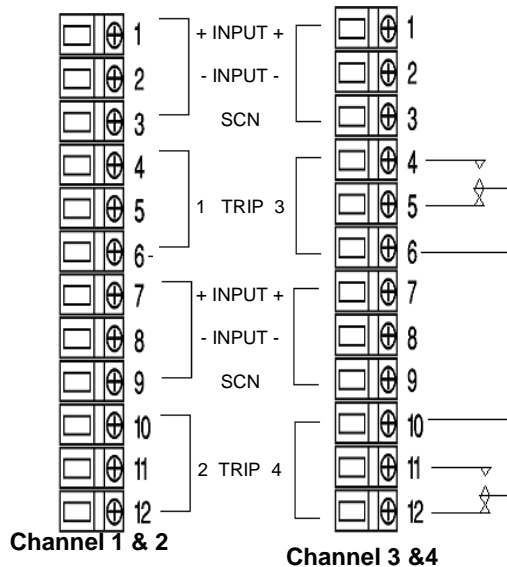 1 + INPUT + 1
2 - INPUT - 2
3 SCN 3
4 4
5 1 TRIP 3 5
6- 6
7 + INPUT + 7
8 - INPUT - 8
9 SCN 9
10 10
11 2 TRIP 4 11
12 12
Channel 1 & 2
Channel 3 &4